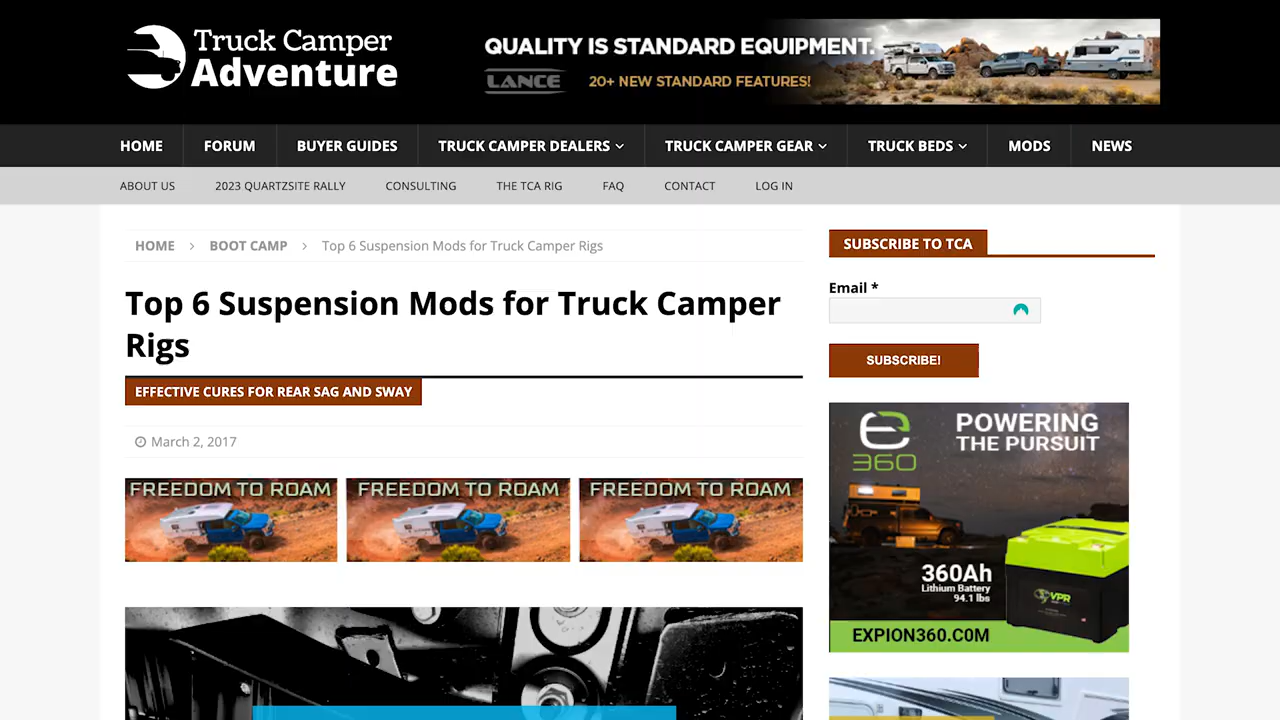 Truck Camper
Adventure
QUALITY IS STANDARD EQUIPMENT.
LANCE
20+ NEW STANDARD FEATURES!
HOME
FORUM
BUYER GUIDES
TRUCK CAMPER DEALERS
TRUCK CAMPER GEAR
TRUCK BEDS
MODS
NEWS
ABOUT US
2023 QUARTZSITE RALLY
CONSULTING
THE TCA RIG
FAQ
CONTACT
LOG IN
HOME > BOOT CAMP > Top 6 Suspension Mods for Truck Camper Rigs
Top 6 Suspension Mods for Truck Camper
Rigs
EFFECTIVE CURES FOR REAR SAG AND SWAY
March 2, 2017
FREEDOM TO ROAM
FREEDOM TO ROAM
FREEDOM TO ROAM
SUBSCRIBE TO TCA
Email *
SUBSCRIBE!
e
360
POWERING
THE PURSUIT
360Ah
Lithium Battery
94.1 lbs
VPR
EXPION360.COM